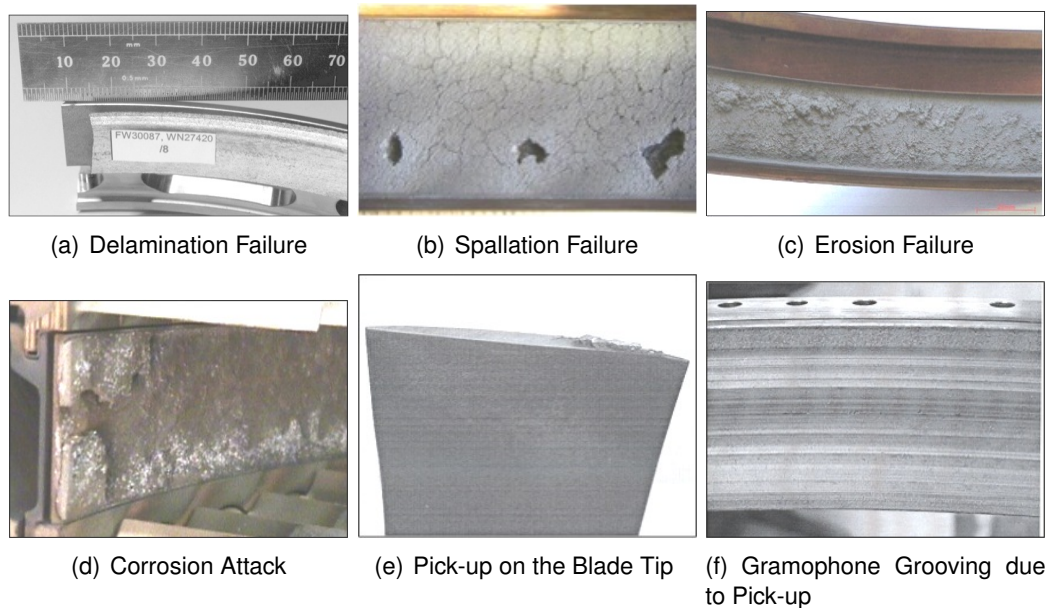 mm
10 20 30 40 50 60 70
0.5mm
FW30087, WN27420
/8
(a) Delamination Failure
(b) Spallation Failure
(c) Erosion Failure
(d) Corrosion Attack
(e) Pick-up on the Blade Tip
(f) Gramophone Grooving due
to Pick-up